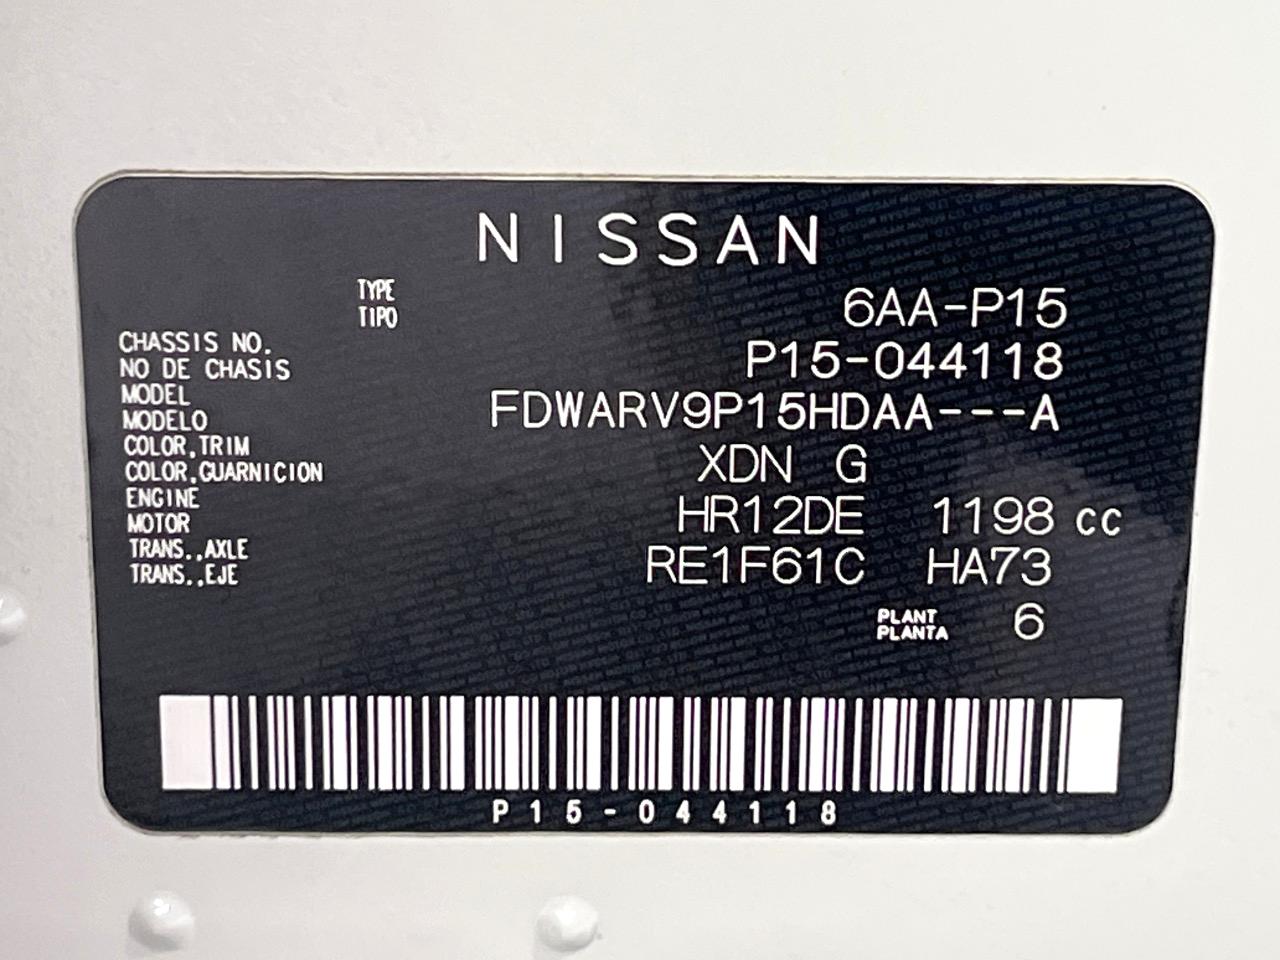 NISSAN
TYPE
TIPO 6AA-P15
CHASSIS NO.
NO DE CHASIS P15-044118
MODEL
MODELO FDWARV9P15HDAA---A
COLOR,TRIM
COLOR,GUARNICION XDN G
ENGINE
MOTOR HR12DE 1198 cc
TRANS.,AXLE
TRANS.,EJE RE1F61C HA73
PLANT
PLANTA 6
P15-044118